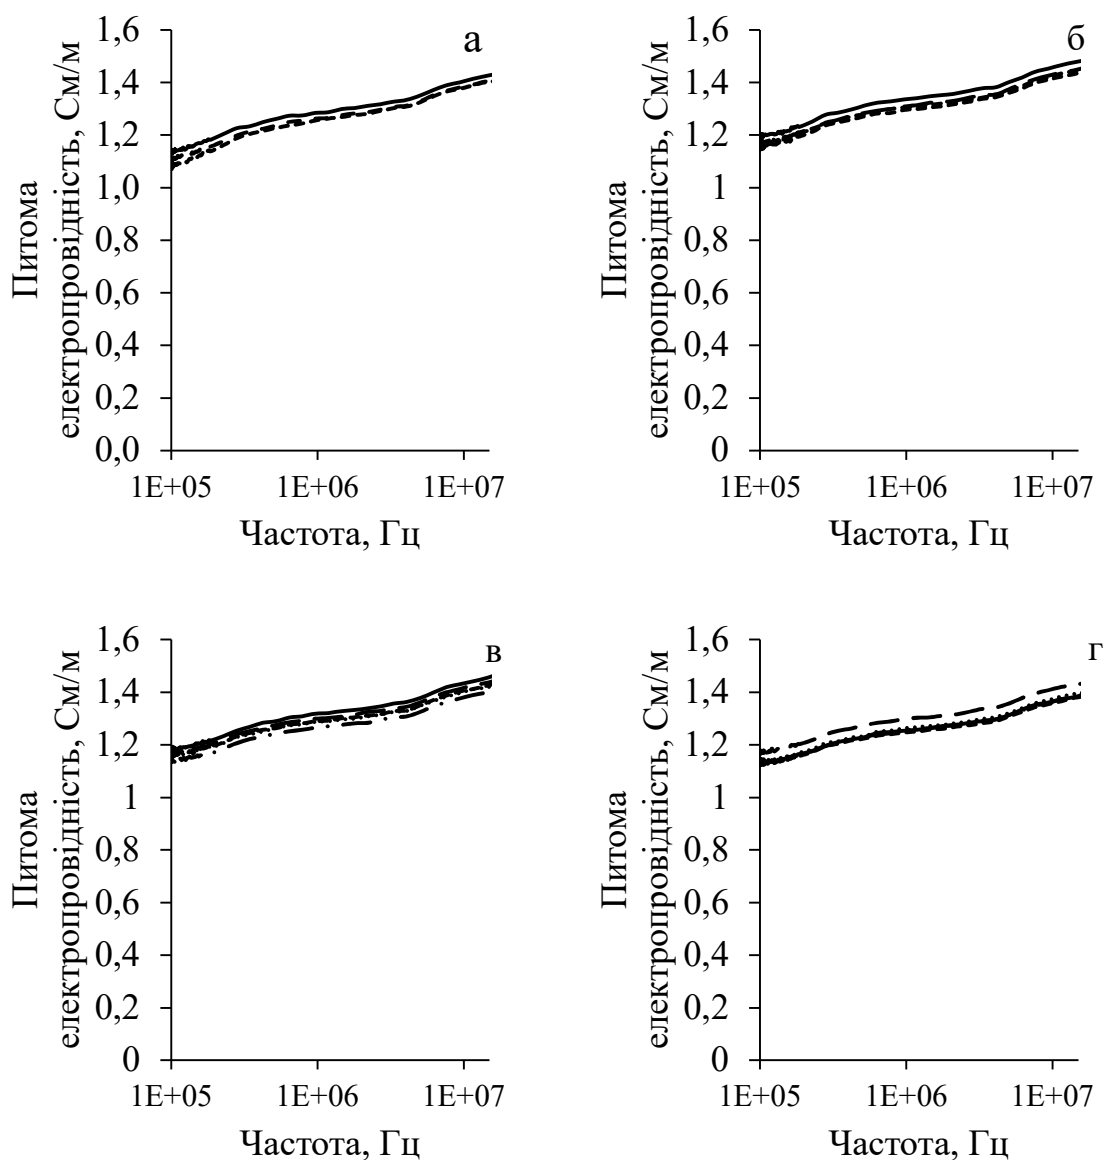 а
Питома
електропровідність, См/м
1,6
1,4
1,2
1,0
0,8
0,6
0,4
0,2
0,0
1E+05 1E+06 1E+07
Частота, Гц
б
Питома
електропровідність, См/м
1,6
1,4
1,2
1
0,8
0,6
0,4
0,2
0
1E+05 1E+06 1E+07
Частота, Гц
в
Питома
електропровідність, См/м
1,6
1,4
1,2
1
0,8
0,6
0,4
0,2
0
1E+05 1E+06 1E+07
Частота, Гц
г
Питома
електропровідність, См/м
1,6
1,4
1,2
1
0,8
0,6
0,4
0,2
0
1E+05 1E+06 1E+07
Частота, Гц